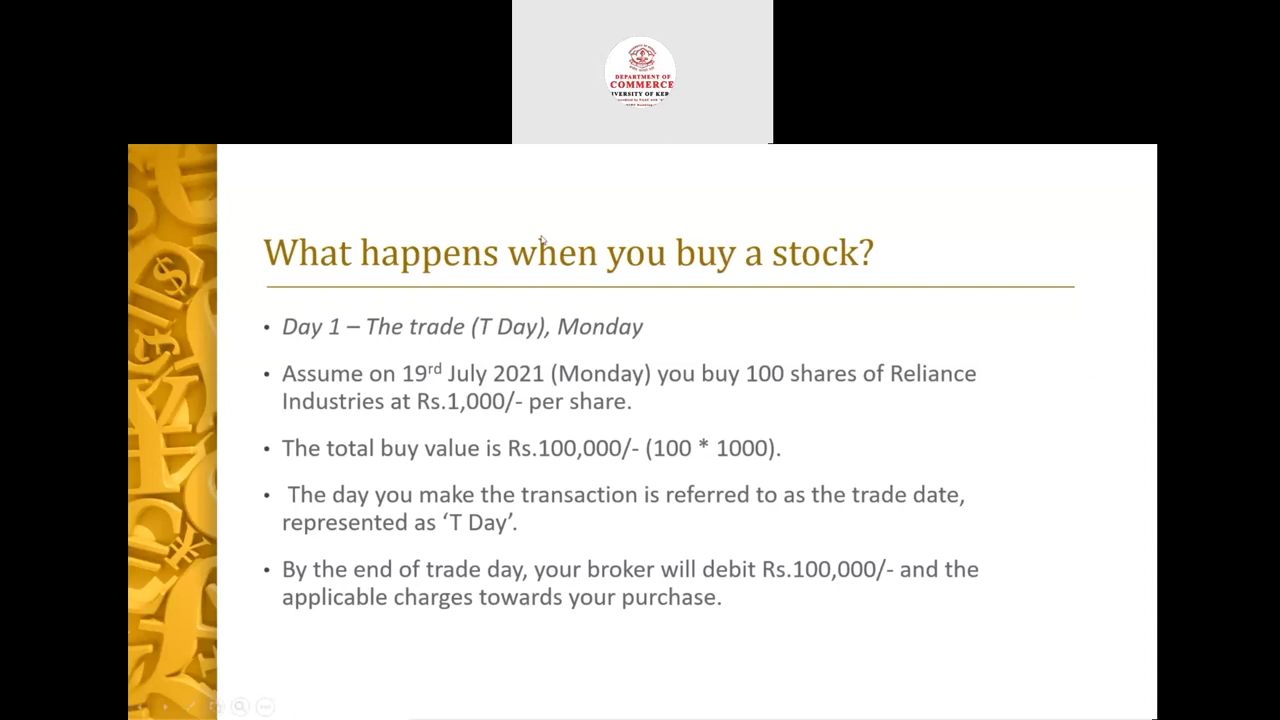 DEPARTMENT OF
COMMERCE
What happens when you buy a stock?
• Day 1 – The trade (T Day), Monday
• Assume on 19rd July 2021 (Monday) you buy 100 shares of Reliance
Industries at Rs.1,000/- per share.
• The total buy value is Rs.100,000/- (100 * 1000).
• The day you make the transaction is referred to as the trade date,
represented as ‘T Day’.
• By the end of trade day, your broker will debit Rs.100,000/- and the
applicable charges towards your purchase.